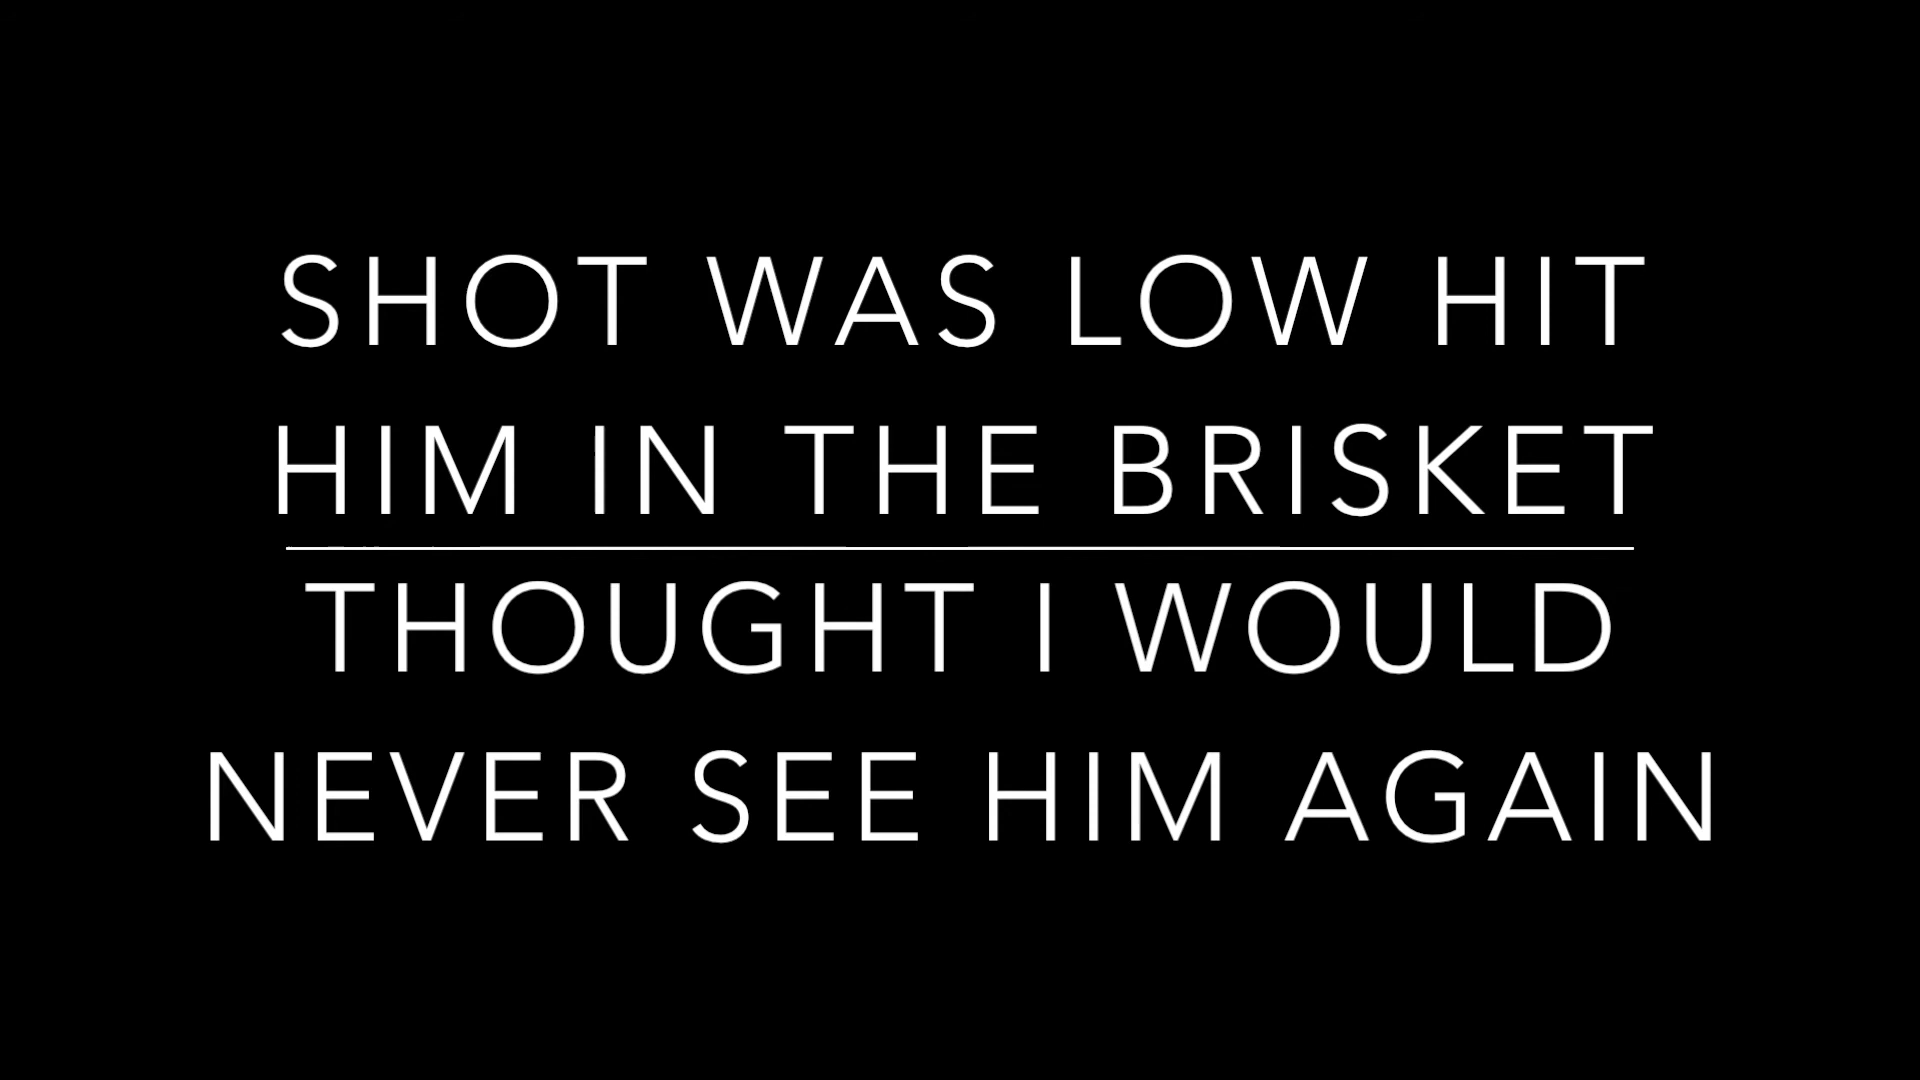 SHOT WAS LOW HIT
HIM IN THE BRISKET
THOUGHT I WOULD
NEVER SEE HIM AGAIN